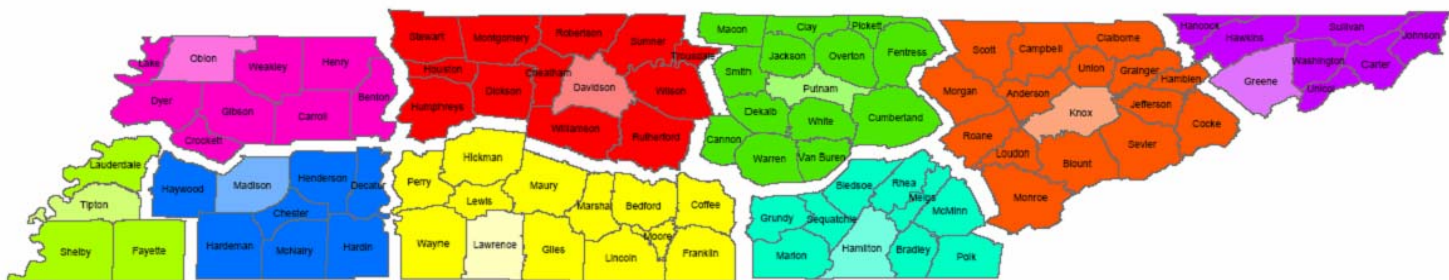 Lake
Obion
Weakley
Henry
Dyer
Gibson
Carroll
Benton
Crockett
Lauderdale
Tipton
Shelby
Fayette
Haywood
Madison
Henderson
Decatur
Chester
Hardeman
McNairy
Hardin
Stewart
Montgomery
Robertson
Sumner
Trousdale
Houston
Cheatham
Davidson
Wilson
Humphreys
Dickson
Williamson
Rutherford
Perry
Hickman
Lewis
Maury
Marshal
Bedford
Coffee
Wayne
Lawrence
Giles
Lincoln
Moore
Franklin
Macon
Clay
Pickett
Smith
Jackson
Overton
Fentress
Putnam
Dekalb
White
Cumberland
Cannon
Warren
Van Buren
Grundy
Sequatchie
Bledsoe
Rhea
Meigs
McMinn
Marion
Hamilton
Bradley
Polk
Scott
Campbell
Claiborne
Union
Grainger
Hamblen
Morgan
Anderson
Knox
Jefferson
Cocke
Roane
Loudon
Blount
Sevier
Monroe
Hancock
Hawkins
Sullivan
Johnson
Greene
Washington
Carter
Unicoi